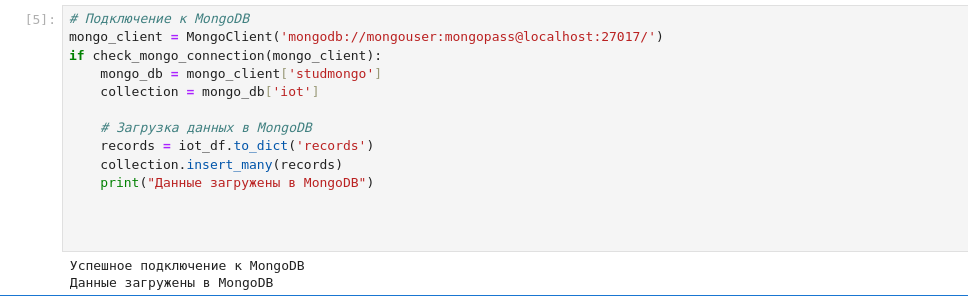 [5]:
# Подключение к MongoDB
mongo_client = MongoClient('mongodb://mongouser:mongopass@localhost:27017/')
if check_mongo_connection(mongo_client):
    mongo_db = mongo_client['studmongo']
    collection = mongo_db['iot']

    # Загрузка данных в MongoDB
    records = iot_df.to_dict('records')
    collection.insert_many(records)
    print("Данные загружены в MongoDB")
Успешное подключение к MongoDB
Данные загружены в MongoDB